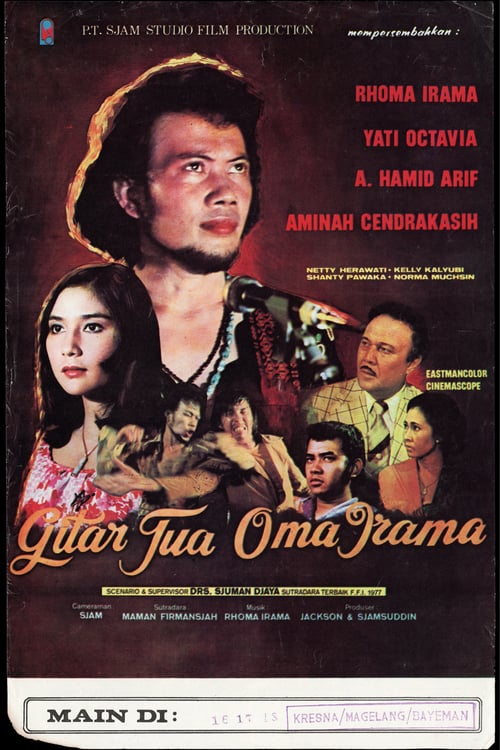 P.T. SJAM STUDIO FILM PRODUCTION
mempersembahkan :
RHOMA IRAMA
YATI OCTAVIA
A. HAMID ARIF
AMINAH CENDRAKASIH
NETTY HERAWATI • KELLY KALYUBI
SHANTY PAWAKA • NORMA MUCHSIN
EASTMANCOLOR
CINEMASCOPE
Gitar Tua Oma Irama
SCENARIO & SUPERVISOR DRS. SJUMAN DJAYA SUTRADARA TERBAIK F.F.I. 1977
Cameraman Sutradara Musik Produser
SJAM MAMAN FIRMANSJAH RHOMA IRAMA JACKSON & SJAMSUDDIN
MAIN DI: 16 17 18 KRESNA/MAGELANG/BAYEMAN